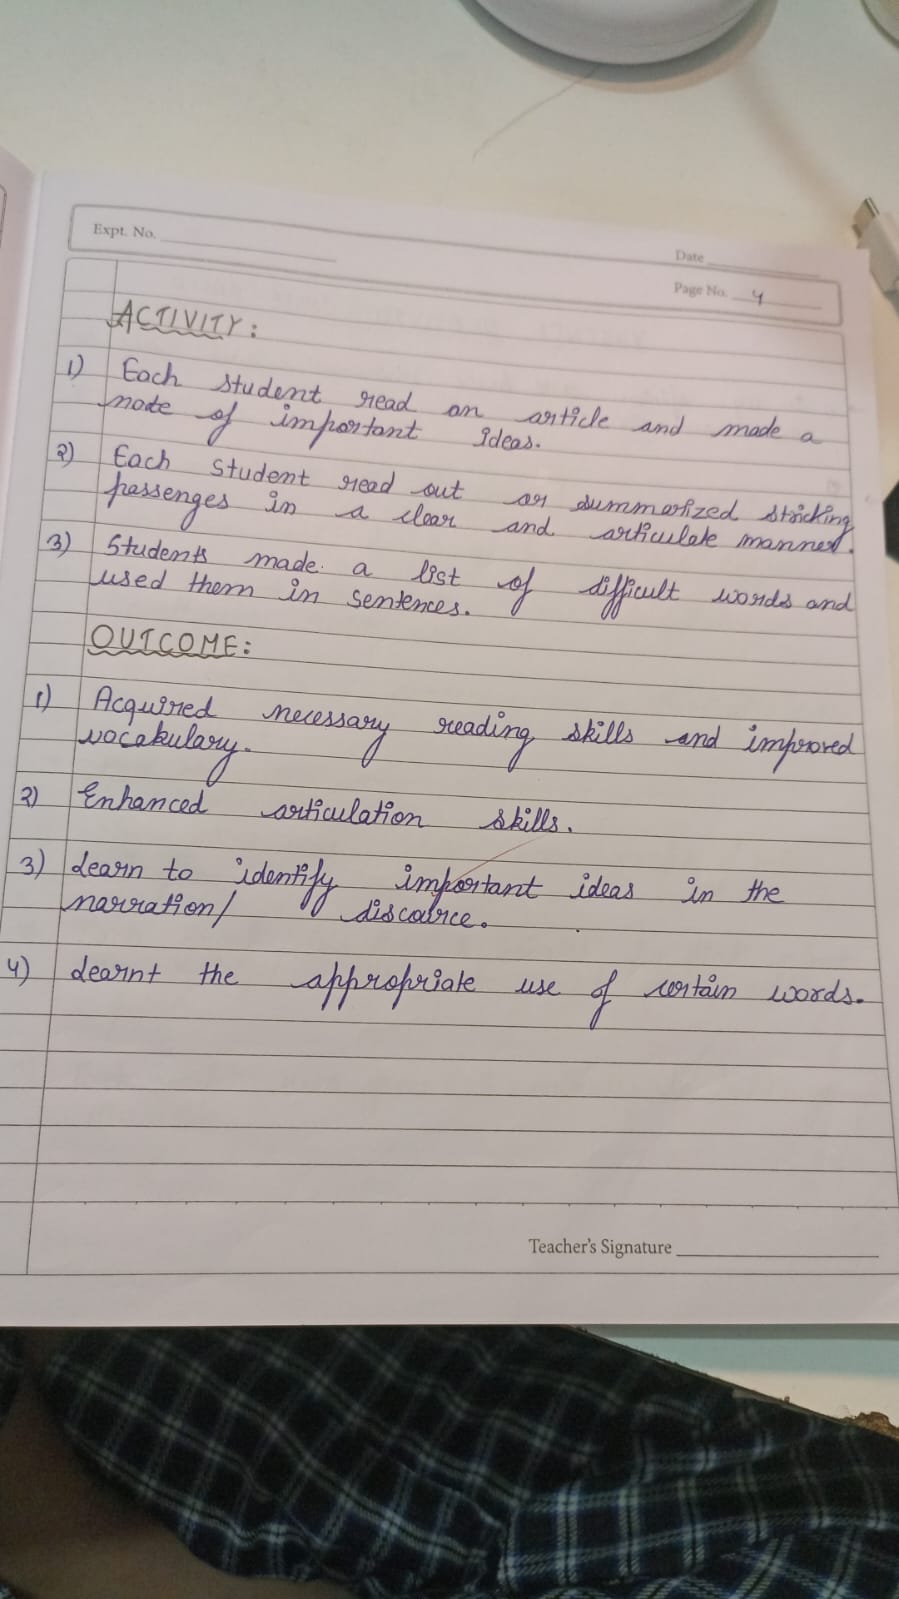 Expt. No.
Date
Page No. 4
ACTIVITY:
1) Each student read an article and made a
note of important ideas.
2) Each student read out or summarized stricking
passenges in a clear and articulate manner.
3) Students made a list of difficult words and
used them in sentences.
OUTCOME:
1) Acquired necessary reading skills and improved
vocakulary.
2) Enhanced articulation skills.
3) Learn to identify important ideas in the
narration/ discource.
4) Learnt the appropriate use of certain words.
Teacher's Signature